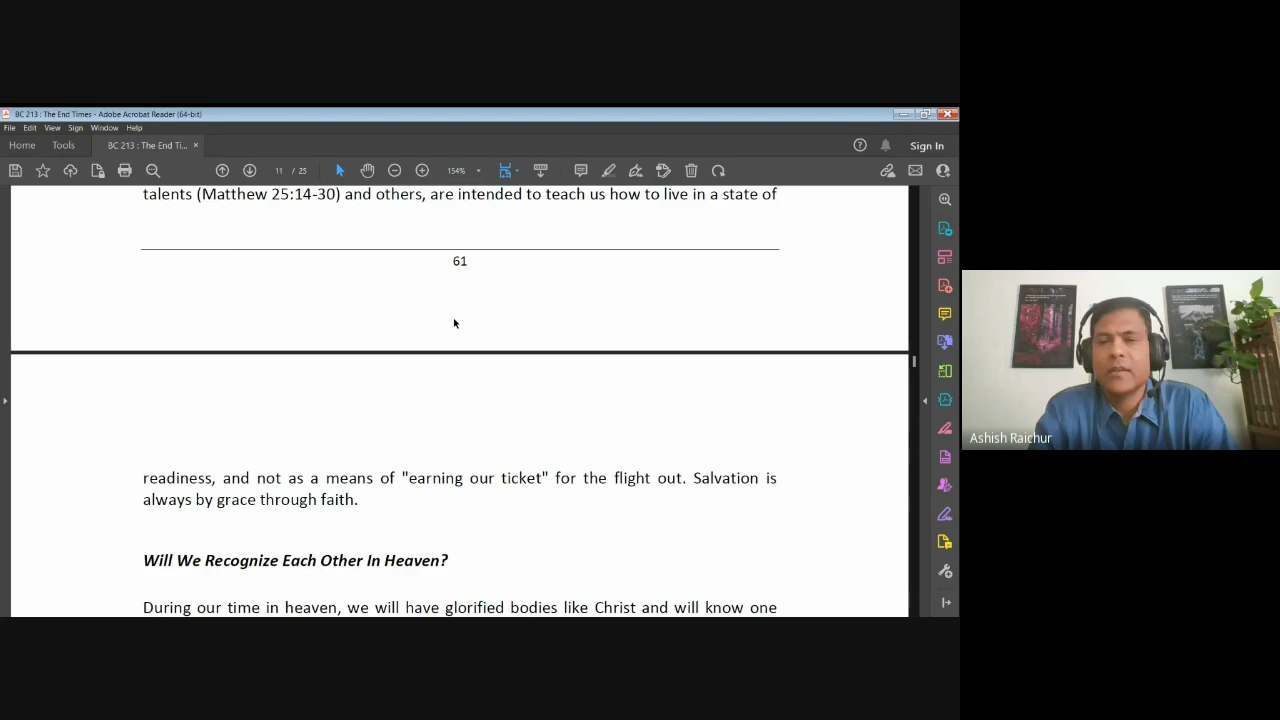 BC 213 : The End Times - Adobe Acrobat Reader (64-bit)
File Edit View Sign Window Help
Home Tools BC 213 : The End Ti... × Sign In
11 / 25 154%
talents (Matthew 25:14-30) and others, are intended to teach us how to live in a state of
61
readiness, and not as a means of "earning our ticket" for the flight out. Salvation is
always by grace through faith.
Will We Recognize Each Other In Heaven?
During our time in heaven, we will have glorified bodies like Christ and will know one
Ashish Raichur